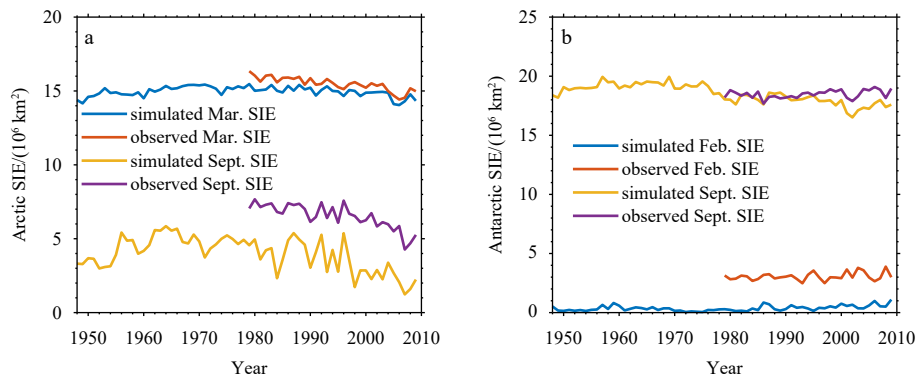 a
Arctic SIE/(10⁶ km²)
20
15
10
5
0
simulated Mar. SIE
observed Mar. SIE
simulated Sept. SIE
observed Sept. SIE
1950 1960 1970 1980 1990 2000 2010
Year
b
Antarctic SIE/(10⁶ km²)
25
20
15
10
5
0
simulated Feb. SIE
observed Feb. SIE
simulated Sept. SIE
observed Sept. SIE
1950 1960 1970 1980 1990 2000 2010
Year